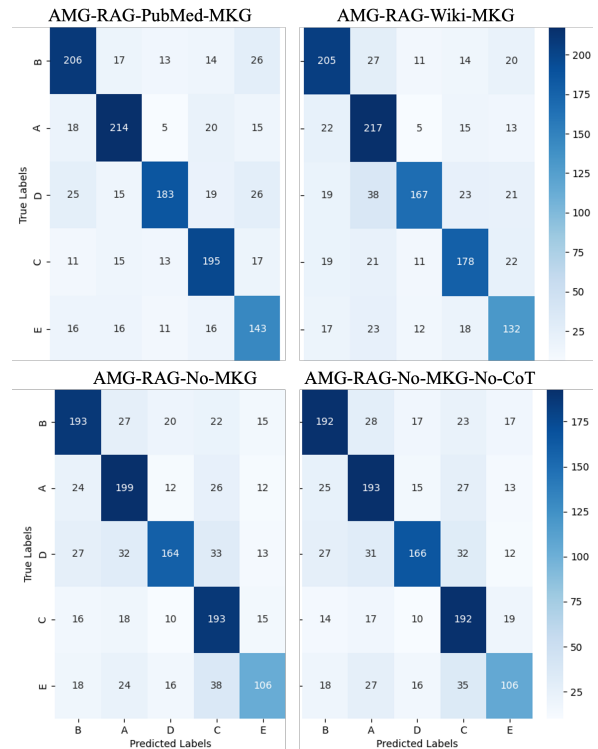 AMG-RAG-PubMed-MKG
AMG-RAG-Wiki-MKG
B 206 17 13 14 26
A 18 214 5 20 15
D 25 15 183 19 26
C 11 15 13 195 17
E 16 16 11 16 143
True Labels
205 27 11 14 20
22 217 5 15 13
19 38 167 23 21
19 21 11 178 22
17 23 12 18 132
200
175
150
125
100
75
50
25
AMG-RAG-No-MKG
AMG-RAG-No-MKG-No-CoT
B 193 27 20 22 15
A 24 199 12 26 12
D 27 32 164 33 13
C 16 18 10 193 15
E 18 24 16 38 106
True Labels
B A D C E
Predicted Labels
192 28 17 23 17
25 193 15 27 13
27 31 166 32 12
14 17 10 192 19
18 27 16 35 106
B A D C E
Predicted Labels
175
150
125
100
75
50
25